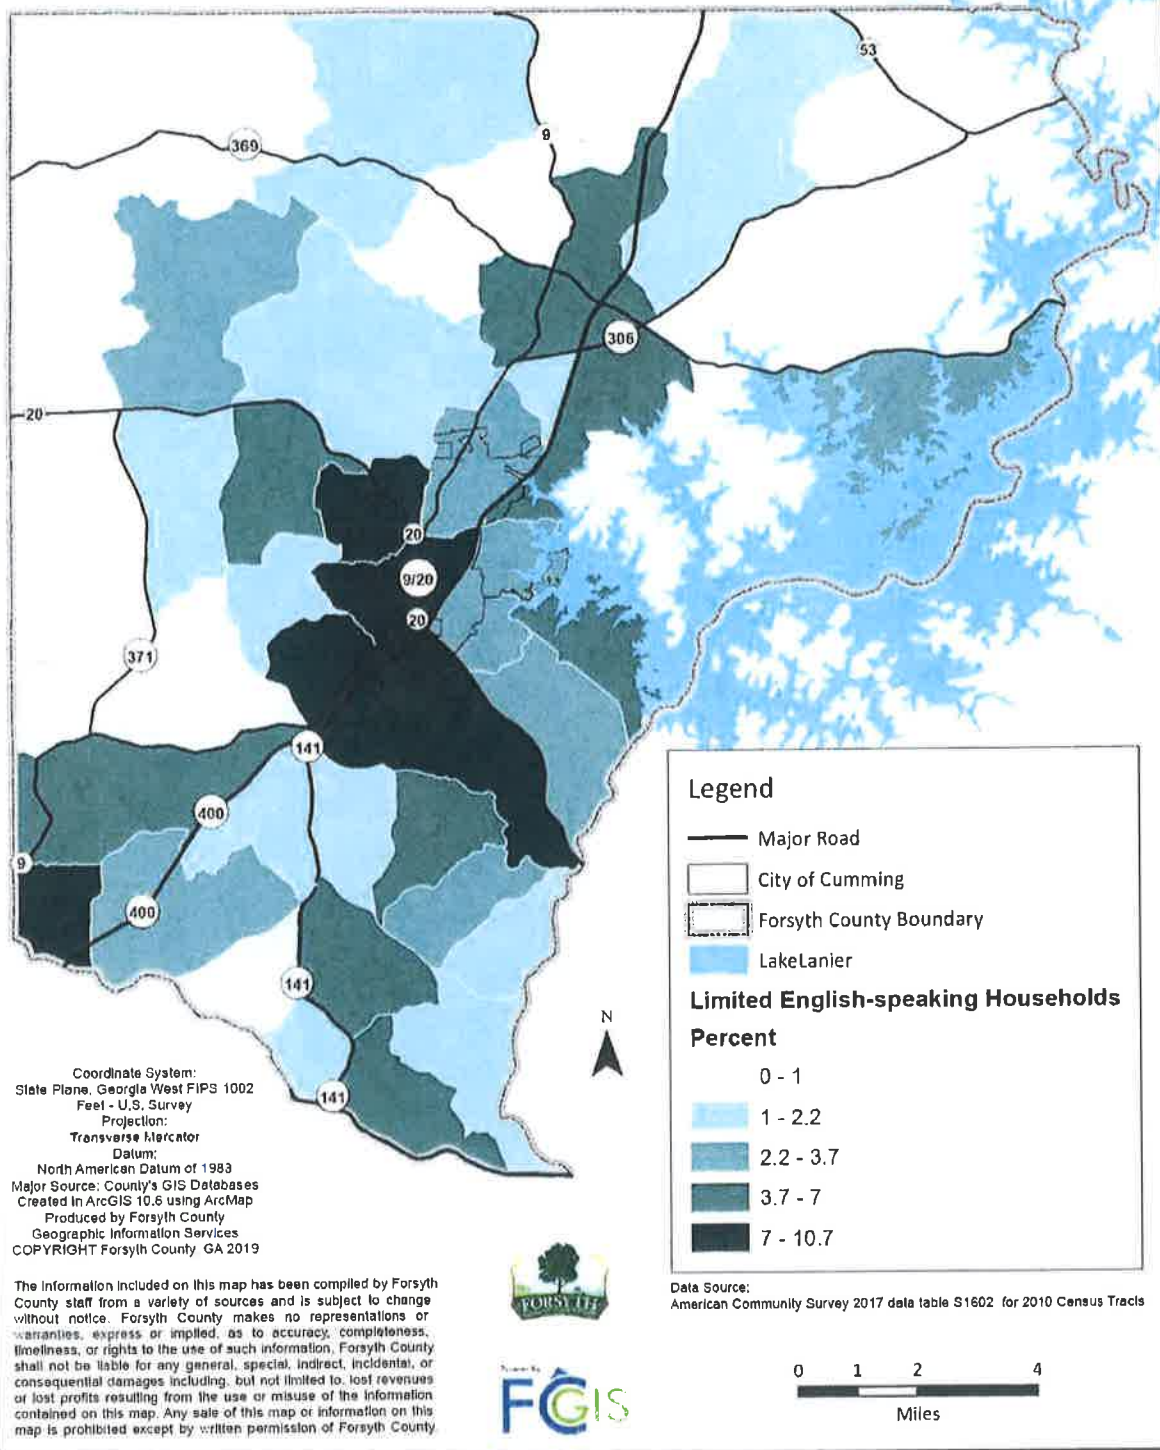 53
9
369
306
20
20
9/20
20
371
141
400
9
400
141
141
N
Legend
Major Road
City of Cumming
Forsyth County Boundary
LakeLanier
Limited English-speaking Households
Percent
0 - 1
1 - 2.2
2.2 - 3.7
3.7 - 7
7 - 10.7
Data Source:
American Community Survey 2017 data table S1602 for 2010 Census Tracts
Coordinate System:
State Plane, Georgia West FIPS 1002
Feet - U.S. Survey
Projection:
Transverse Mercator
Datum:
North American Datum of 1983
Major Source: County's GIS Databases
Created in ArcGIS 10.6 using ArcMap
Produced by Forsyth County
Geographic Information Services
COPYRIGHT Forsyth County GA 2019
The information included on this map has been compiled by Forsyth
County staff from a variety of sources and is subject to change
without notice. Forsyth County makes no representations or
warranties, express or implied, as to accuracy, completeness,
timeliness, or rights to the use of such information. Forsyth County
shall not be liable for any general, special, indirect, incidental, or
consequential damages including, but not limited to, lost revenues
or lost profits resulting from the use or misuse of the information
contained on this map. Any sale of this map or information on this
map is prohibited except by written permission of Forsyth County
FORSYTH
Powered By
FCGIS
0 1 2 4
Miles